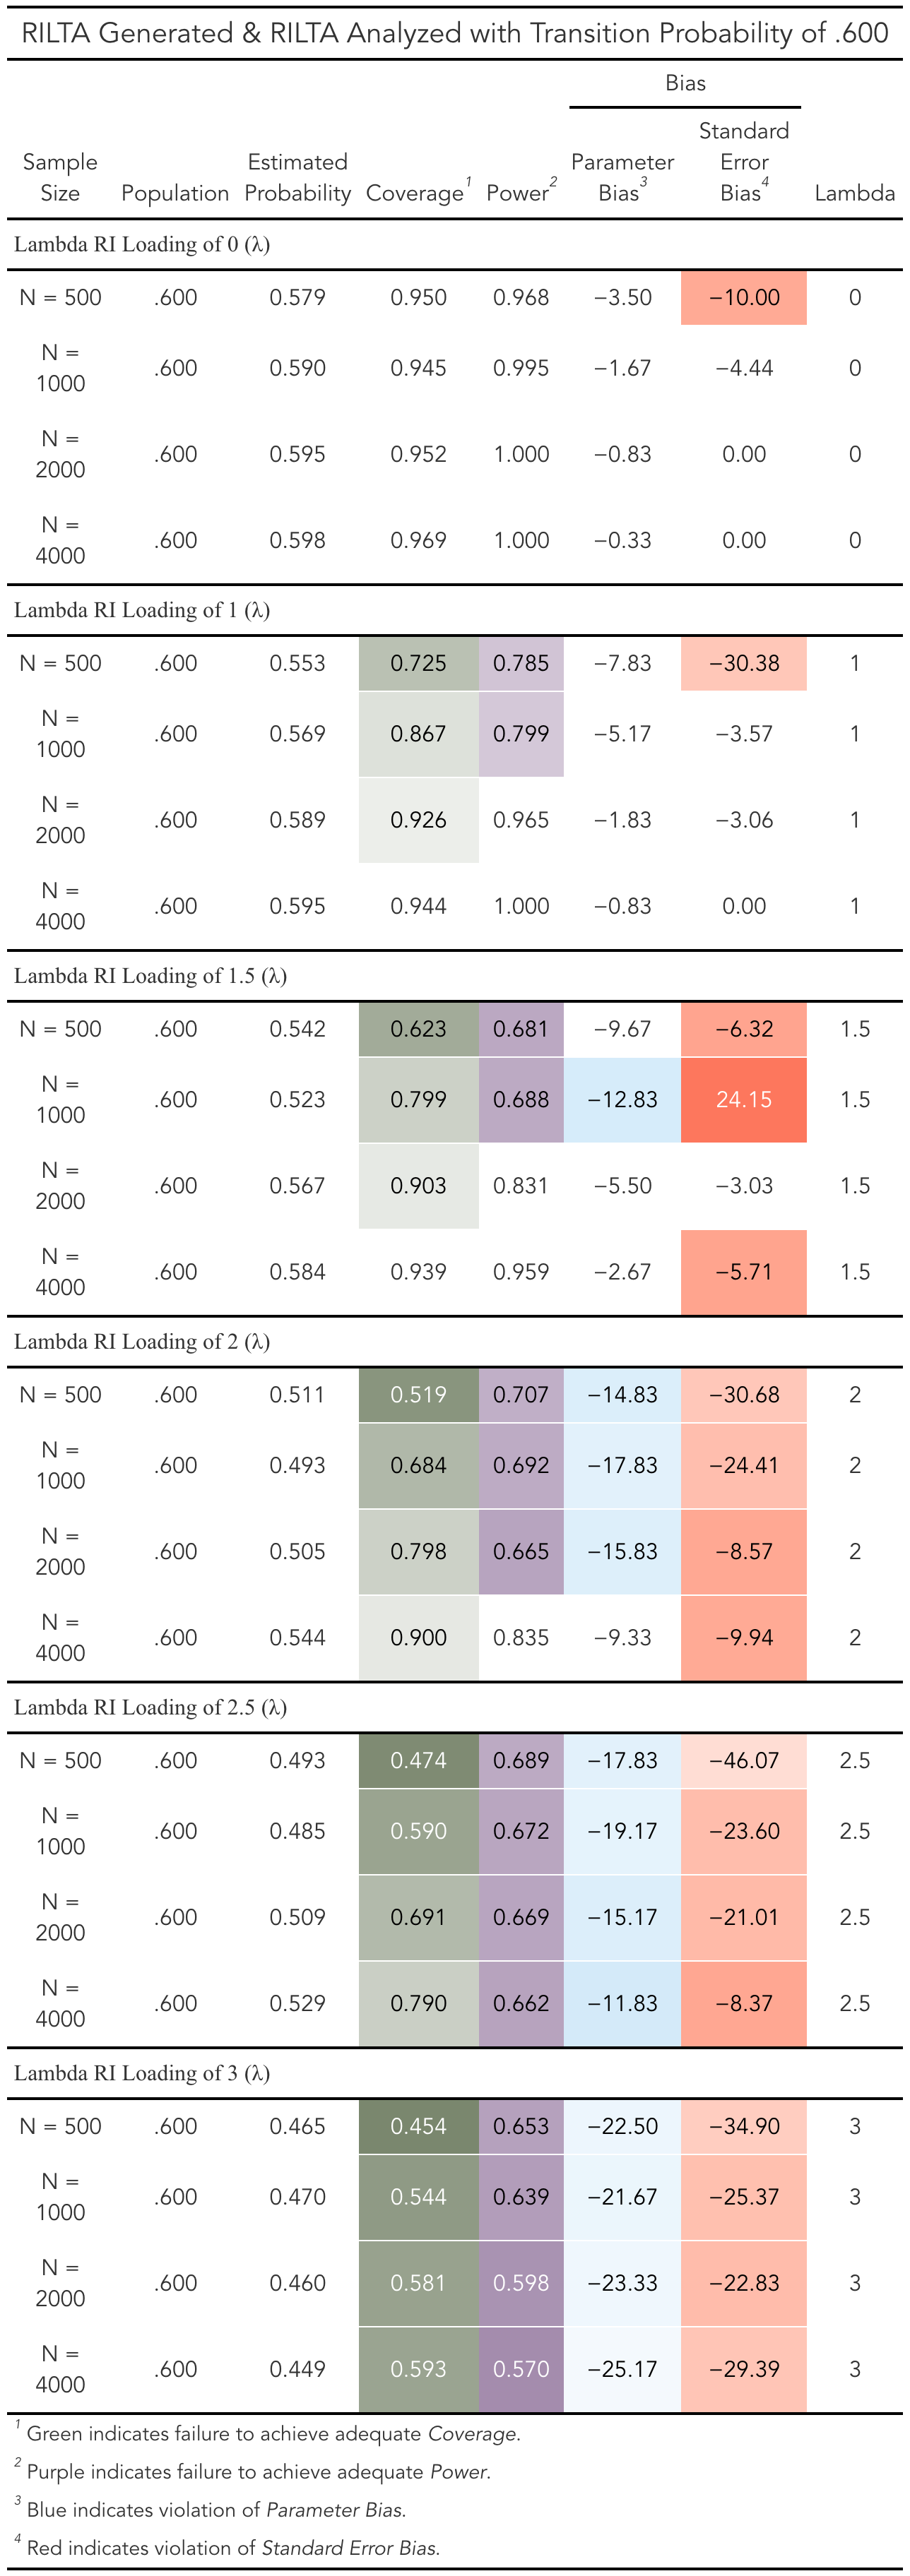 RILTA Generated & RILTA Analyzed with Transition Probability of .600
Bias
Sample Size Population Estimated Probability Coverage1 Power2 Parameter Bias3 Standard Error Bias4 Lambda
Lambda RI Loading of 0 (λ)
N = 500 .600 0.579 0.950 0.968 −3.50 −10.00 0
N = 1000 .600 0.590 0.945 0.995 −1.67 −4.44 0
N = 2000 .600 0.595 0.952 1.000 −0.83 0.00 0
N = 4000 .600 0.598 0.969 1.000 −0.33 0.00 0
Lambda RI Loading of 1 (λ)
N = 500 .600 0.553 0.725 0.785 −7.83 −30.38 1
N = 1000 .600 0.569 0.867 0.799 −5.17 −3.57 1
N = 2000 .600 0.589 0.926 0.965 −1.83 −3.06 1
N = 4000 .600 0.595 0.944 1.000 −0.83 0.00 1
Lambda RI Loading of 1.5 (λ)
N = 500 .600 0.542 0.623 0.681 −9.67 −6.32 1.5
N = 1000 .600 0.523 0.799 0.688 −12.83 24.15 1.5
N = 2000 .600 0.567 0.903 0.831 −5.50 −3.03 1.5
N = 4000 .600 0.584 0.939 0.959 −2.67 −5.71 1.5
Lambda RI Loading of 2 (λ)
N = 500 .600 0.511 0.519 0.707 −14.83 −30.68 2
N = 1000 .600 0.493 0.684 0.692 −17.83 −24.41 2
N = 2000 .600 0.505 0.798 0.665 −15.83 −8.57 2
N = 4000 .600 0.544 0.900 0.835 −9.33 −9.94 2
Lambda RI Loading of 2.5 (λ)
N = 500 .600 0.493 0.474 0.689 −17.83 −46.07 2.5
N = 1000 .600 0.485 0.590 0.672 −19.17 −23.60 2.5
N = 2000 .600 0.509 0.691 0.669 −15.17 −21.01 2.5
N = 4000 .600 0.529 0.790 0.662 −11.83 −8.37 2.5
Lambda RI Loading of 3 (λ)
N = 500 .600 0.465 0.454 0.653 −22.50 −34.90 3
N = 1000 .600 0.470 0.544 0.639 −21.67 −25.37 3
N = 2000 .600 0.460 0.581 0.598 −23.33 −22.83 3
N = 4000 .600 0.449 0.593 0.570 −25.17 −29.39 3
1 Green indicates failure to achieve adequate Coverage.
2 Purple indicates failure to achieve adequate Power.
3 Blue indicates violation of Parameter Bias.
4 Red indicates violation of Standard Error Bias.